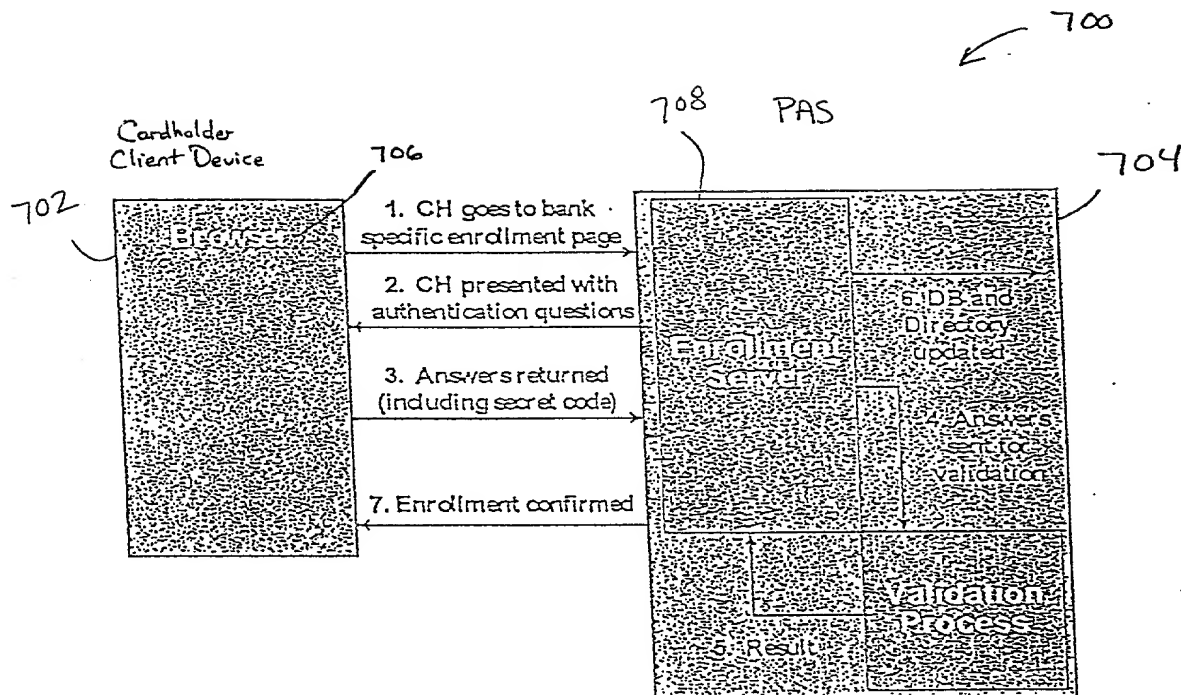 700
708
PAS
Cardholder
Client Device
706
704
702
Browser
1. CH goes to bank
specific enrollment page
2. CH presented with
authentication questions
3. Answers returned
(including secret code)
7. Enrollment confirmed
Enrollment
Server
6. DB and
Directory
updated
4. Answers
sent for
validation
Validation
Process
5. Result